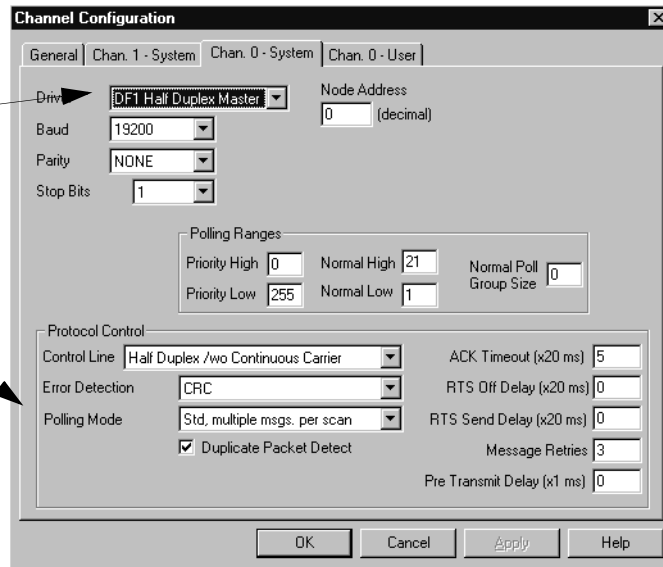 Channel Configuration
General Chan. 1 - System Chan. 0 - System Chan. 0 - User
Driver DF1 Half Duplex Master
Node Address
0 (decimal)
Baud 19200
Parity NONE
Stop Bits 1
Polling Ranges
Priority High 0 Normal High 21
Priority Low 255 Normal Low 1
Normal Poll
Group Size 0
Protocol Control
Control Line Half Duplex /wo Continuous Carrier
ACK Timeout (x20 ms) 5
Error Detection CRC
RTS Off Delay (x20 ms) 0
Polling Mode Std, multiple msgs. per scan
RTS Send Delay (x20 ms) 0
Duplicate Packet Detect
Message Retries 3
Pre Transmit Delay (x1 ms) 0
OK Cancel Apply Help